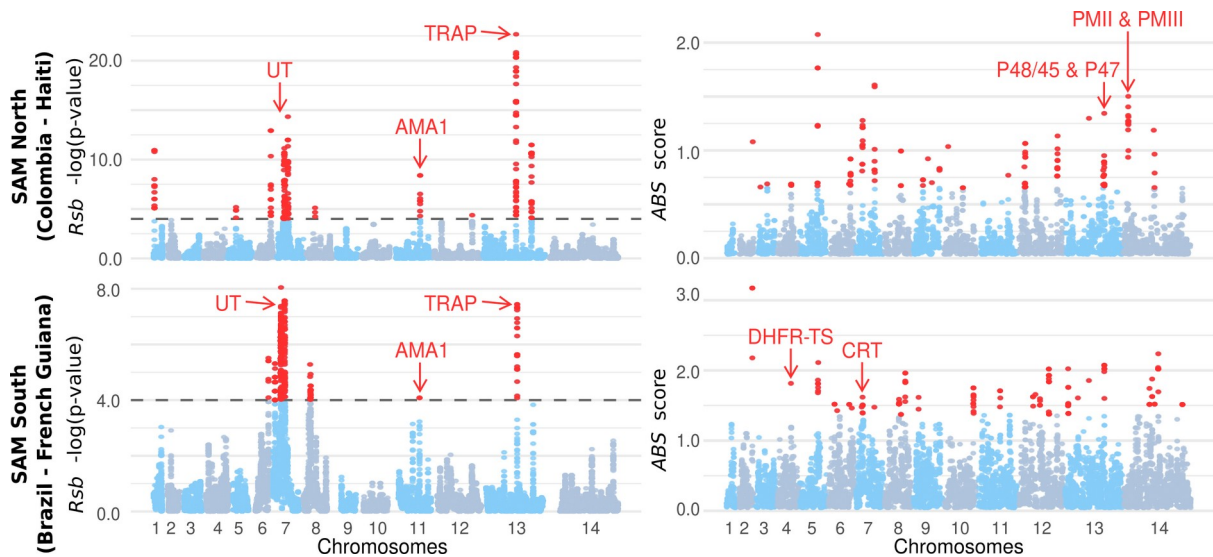 SAM North
(Colombia - Haiti)
Rsb -log(p-value)
20.0
10.0
0.0
UT
AMA1
TRAP
ABS score
2.0
1.0
0.0
P48/45 & P47
PMII & PMIII
SAM South
(Brazil - French Guiana)
Rsb -log(p-value)
8.0
4.0
0.0
UT
AMA1
TRAP
1 2 3 4 5 6 7 8 9 10 11 12 13 14
Chromosomes
ABS score
3.0
2.0
1.0
0.0
DHFR-TS
CRT
1 2 3 4 5 6 7 8 9 10 11 12 13 14
Chromosomes